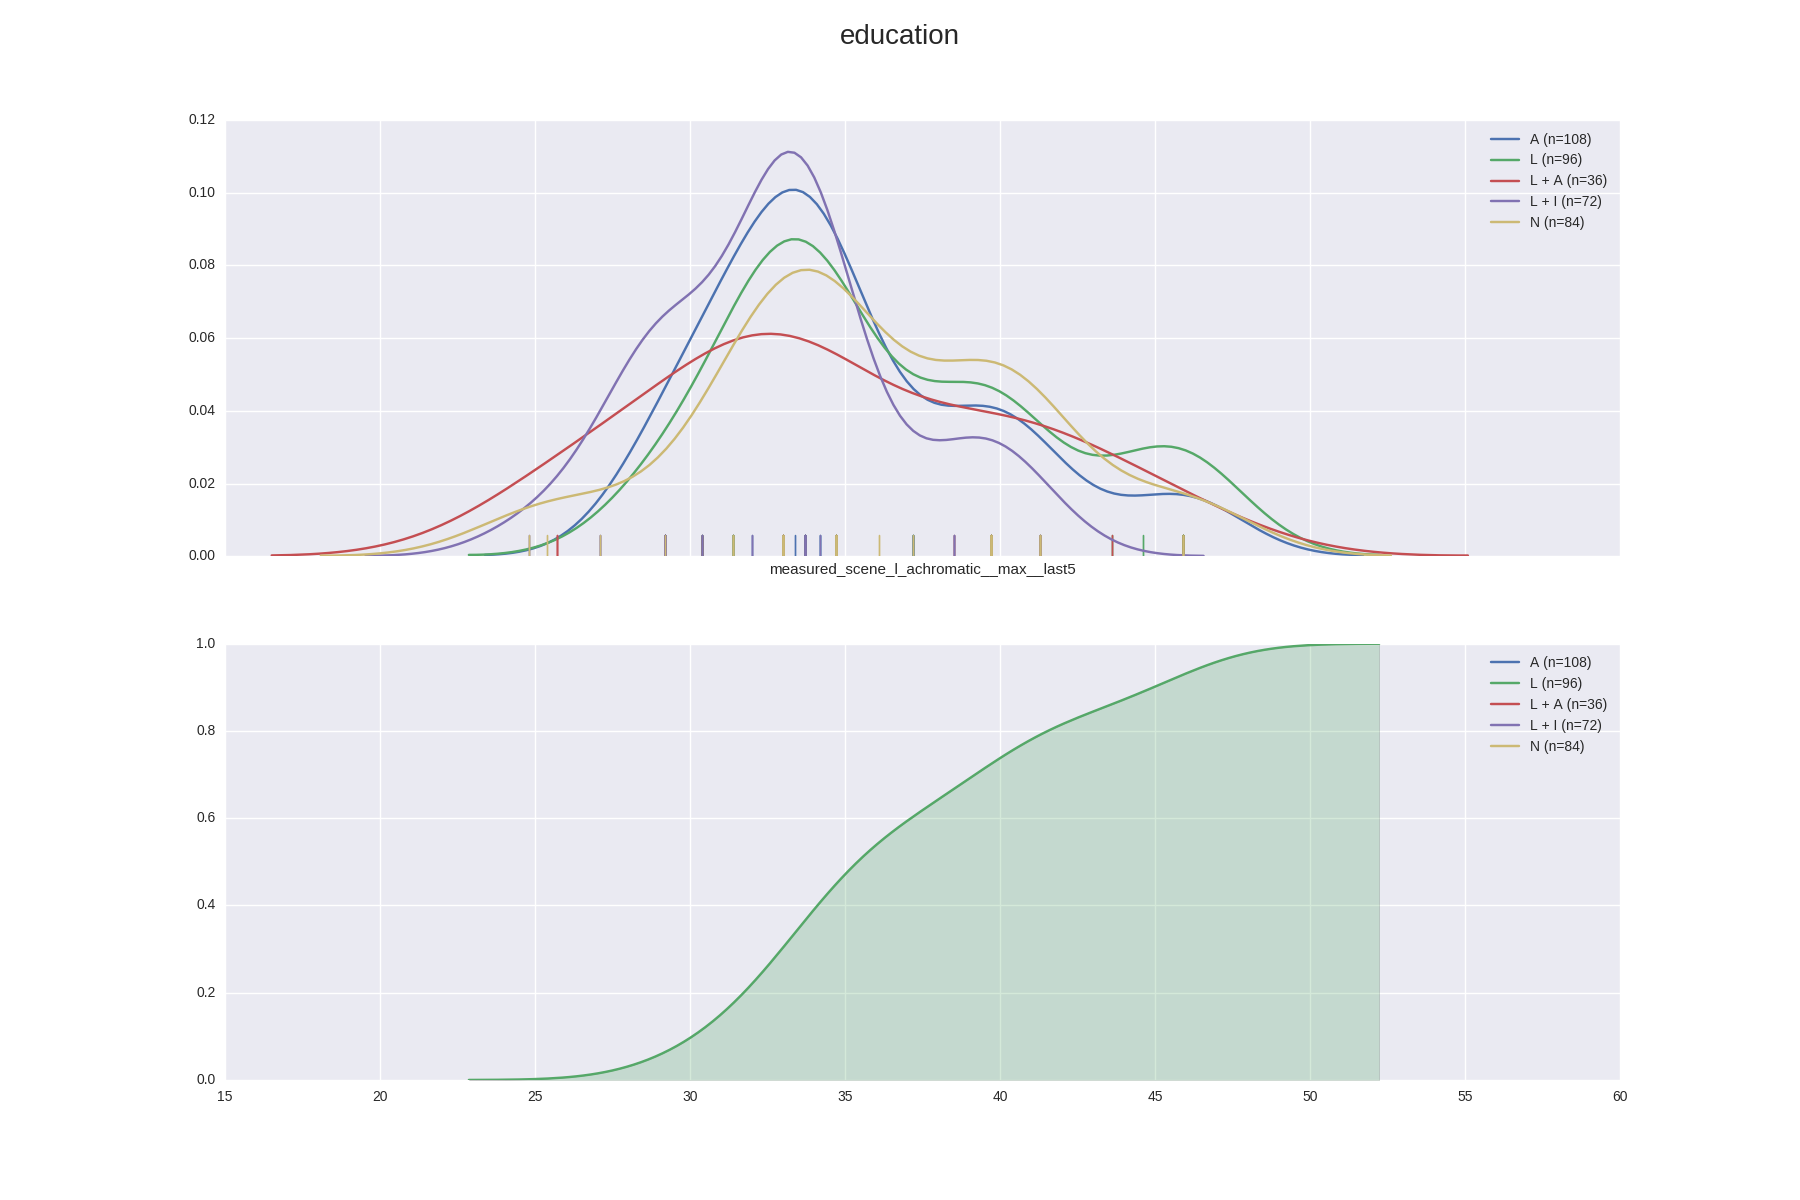 education
0.12
0.10
0.08
0.06
0.04
0.02
0.00
A (n=108)
L (n=96)
L + A (n=36)
L + I (n=72)
N (n=84)
measured_scene_l_achromatic__max__last5
1.0
0.8
0.6
0.4
0.2
0.0
A (n=108)
L (n=96)
L + A (n=36)
L + I (n=72)
N (n=84)
15 20 25 30 35 40 45 50 55 60